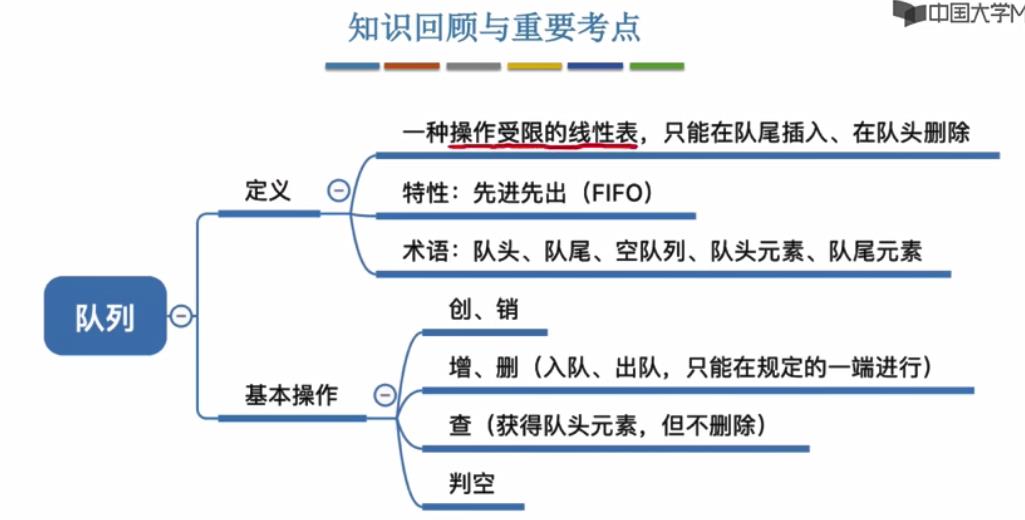 知识回顾与重要考点
中国大学M
一种操作受限的线性表，只能在队尾插入、在队头删除
定义
特性：先进先出（FIFO）
术语：队头、队尾、空队列、队头元素、队尾元素
队列
创、销
增、删（入队、出队，只能在规定的一端进行）
基本操作
查（获得队头元素，但不删除）
判空